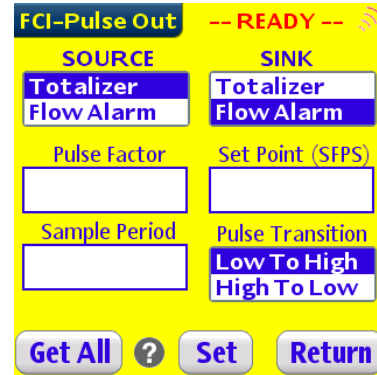 FCI-Pulse Out -- READY --
SOURCE SINK
Totalizer Totalizer
Flow Alarm Flow Alarm
Pulse Factor Set Point (SFPS)
Sample Period Pulse Transition
Low To High
High To Low
Get All ? Set Return